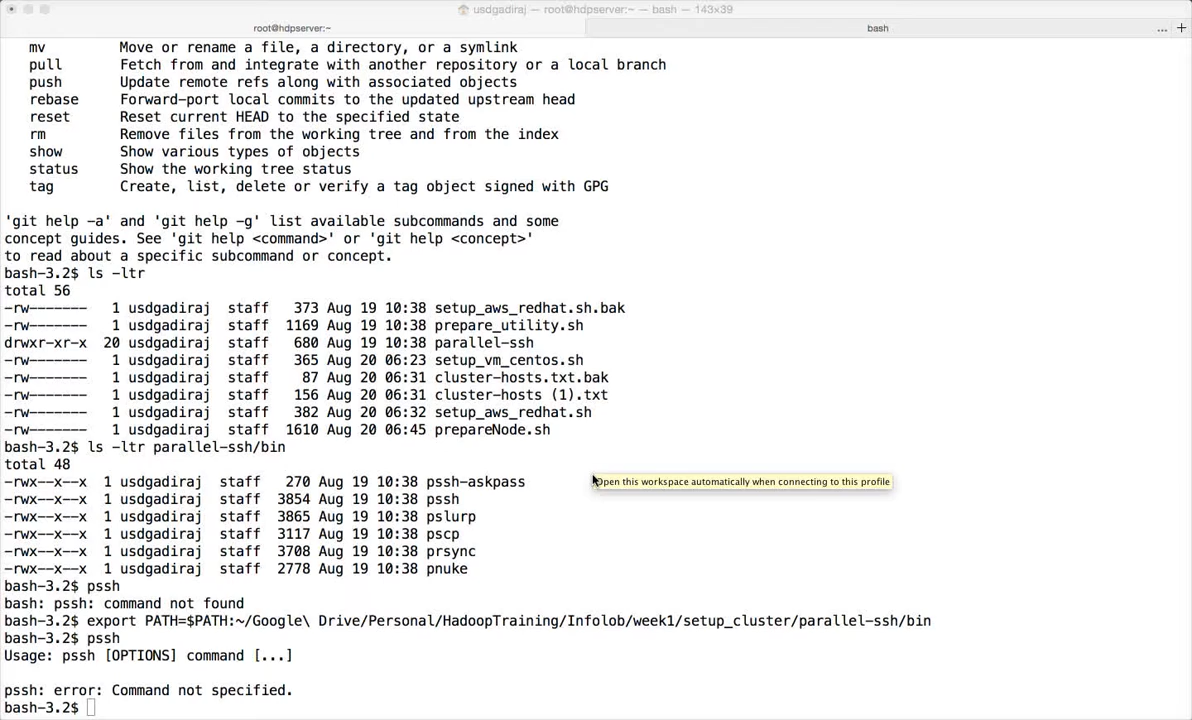 usdgadiraj — root@hdpserver:~ — bash — 143x39
root@hdpserver:~
bash
...
+
mv Move or rename a file, a directory, or a symlink
pull Fetch from and integrate with another repository or a local branch
push Update remote refs along with associated objects
rebase Forward-port local commits to the updated upstream head
reset Reset current HEAD to the specified state
rm Remove files from the working tree and from the index
show Show various types of objects
status Show the working tree status
tag Create, list, delete or verify a tag object signed with GPG
'git help -a' and 'git help -g' list available subcommands and some
concept guides. See 'git help <command>' or 'git help <concept>'
to read about a specific subcommand or concept.
bash-3.2$ ls -ltr
total 56
-rw------- 1 usdgadiraj staff 373 Aug 19 10:38 setup_aws_redhat.sh.bak
-rw------- 1 usdgadiraj staff 1169 Aug 19 10:38 prepare_utility.sh
drwxr-xr-x 20 usdgadiraj staff 680 Aug 19 10:38 parallel-ssh
-rw------- 1 usdgadiraj staff 365 Aug 20 06:23 setup_vm_centos.sh
-rw------- 1 usdgadiraj staff 87 Aug 20 06:31 cluster-hosts.txt.bak
-rw------- 1 usdgadiraj staff 156 Aug 20 06:31 cluster-hosts (1).txt
-rw------- 1 usdgadiraj staff 382 Aug 20 06:32 setup_aws_redhat.sh
-rw------- 1 usdgadiraj staff 1610 Aug 20 06:45 prepareNode.sh
bash-3.2$ ls -ltr parallel-ssh/bin
total 48
-rwx--x--x 1 usdgadiraj staff 270 Aug 19 10:38 pssh-askpass
Open this workspace automatically when connecting to this profile
-rwx--x--x 1 usdgadiraj staff 3854 Aug 19 10:38 pssh
-rwx--x--x 1 usdgadiraj staff 3865 Aug 19 10:38 pslurp
-rwx--x--x 1 usdgadiraj staff 3117 Aug 19 10:38 pscp
-rwx--x--x 1 usdgadiraj staff 3708 Aug 19 10:38 prsync
-rwx--x--x 1 usdgadiraj staff 2778 Aug 19 10:38 pnuke
bash-3.2$ pssh
bash: pssh: command not found
bash-3.2$ export PATH=$PATH:~/Google\ Drive/Personal/HadoopTraining/Infolob/week1/setup_cluster/parallel-ssh/bin
bash-3.2$ pssh
Usage: pssh [OPTIONS] command [...]
pssh: error: Command not specified.
bash-3.2$